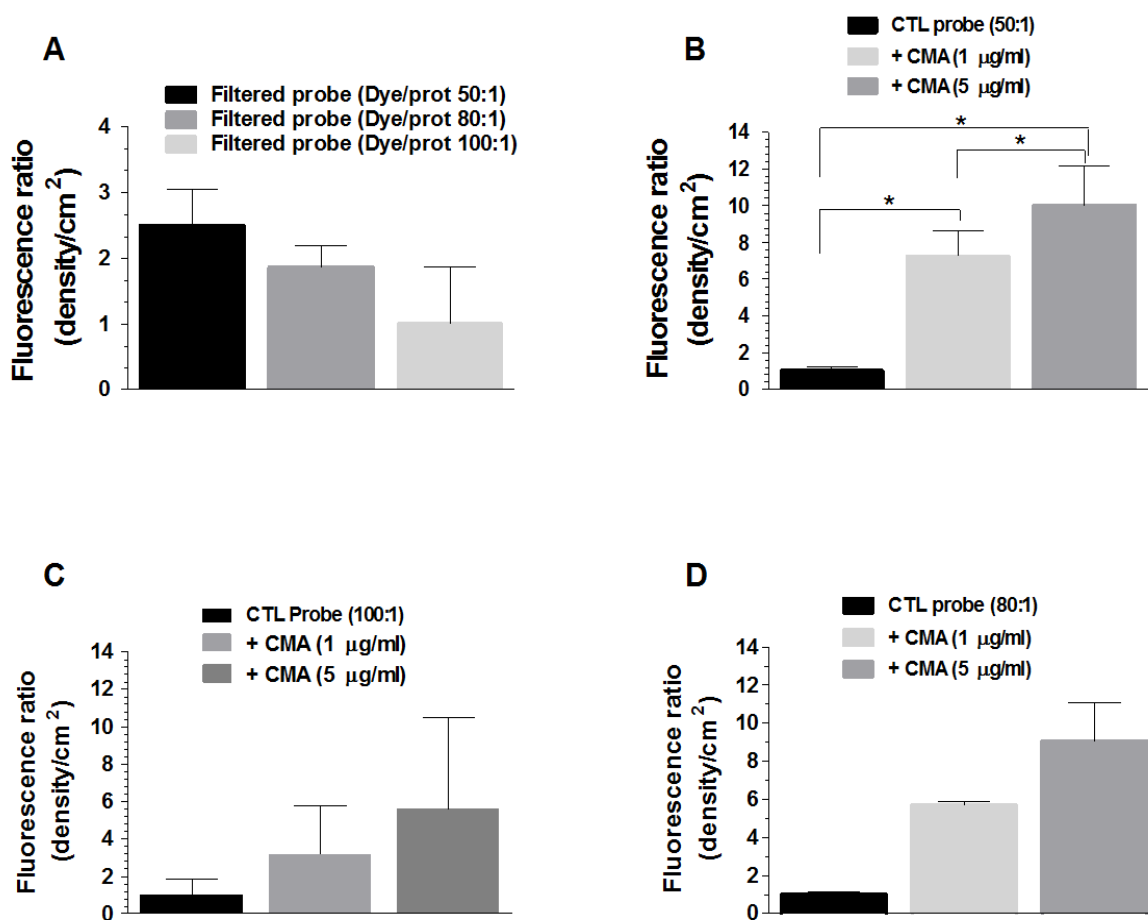 A
Filtered probe (Dye/prot 50:1)
Filtered probe (Dye/prot 80:1)
Filtered probe (Dye/prot 100:1)
Fluorescence ratio
(density/cm²)
4
3
2
1
0
B
CTL probe (50:1)
+ CMA (1 μg/ml)
+ CMA (5 μg/ml)
Fluorescence ratio
(density/cm²)
14
12
10
8
6
4
2
0
*
*
*
C
CTL Probe (100:1)
+ CMA (1 μg/ml)
+ CMA (5 μg/ml)
Fluorescence ratio
(density/cm²)
14
12
10
8
6
4
2
0
D
CTL probe (80:1)
+ CMA (1 μg/ml)
+ CMA (5 μg/ml)
Fluorescence ratio
(density/cm²)
14
12
10
8
6
4
2
0